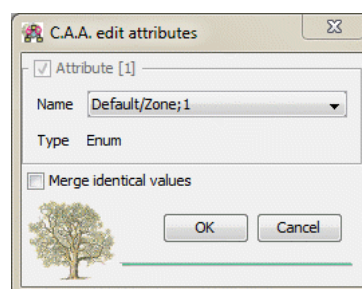 C.A.A. edit attributes
Attribute [1]
Name Default/Zone;1
Type Enum
Merge identical values
OK Cancel